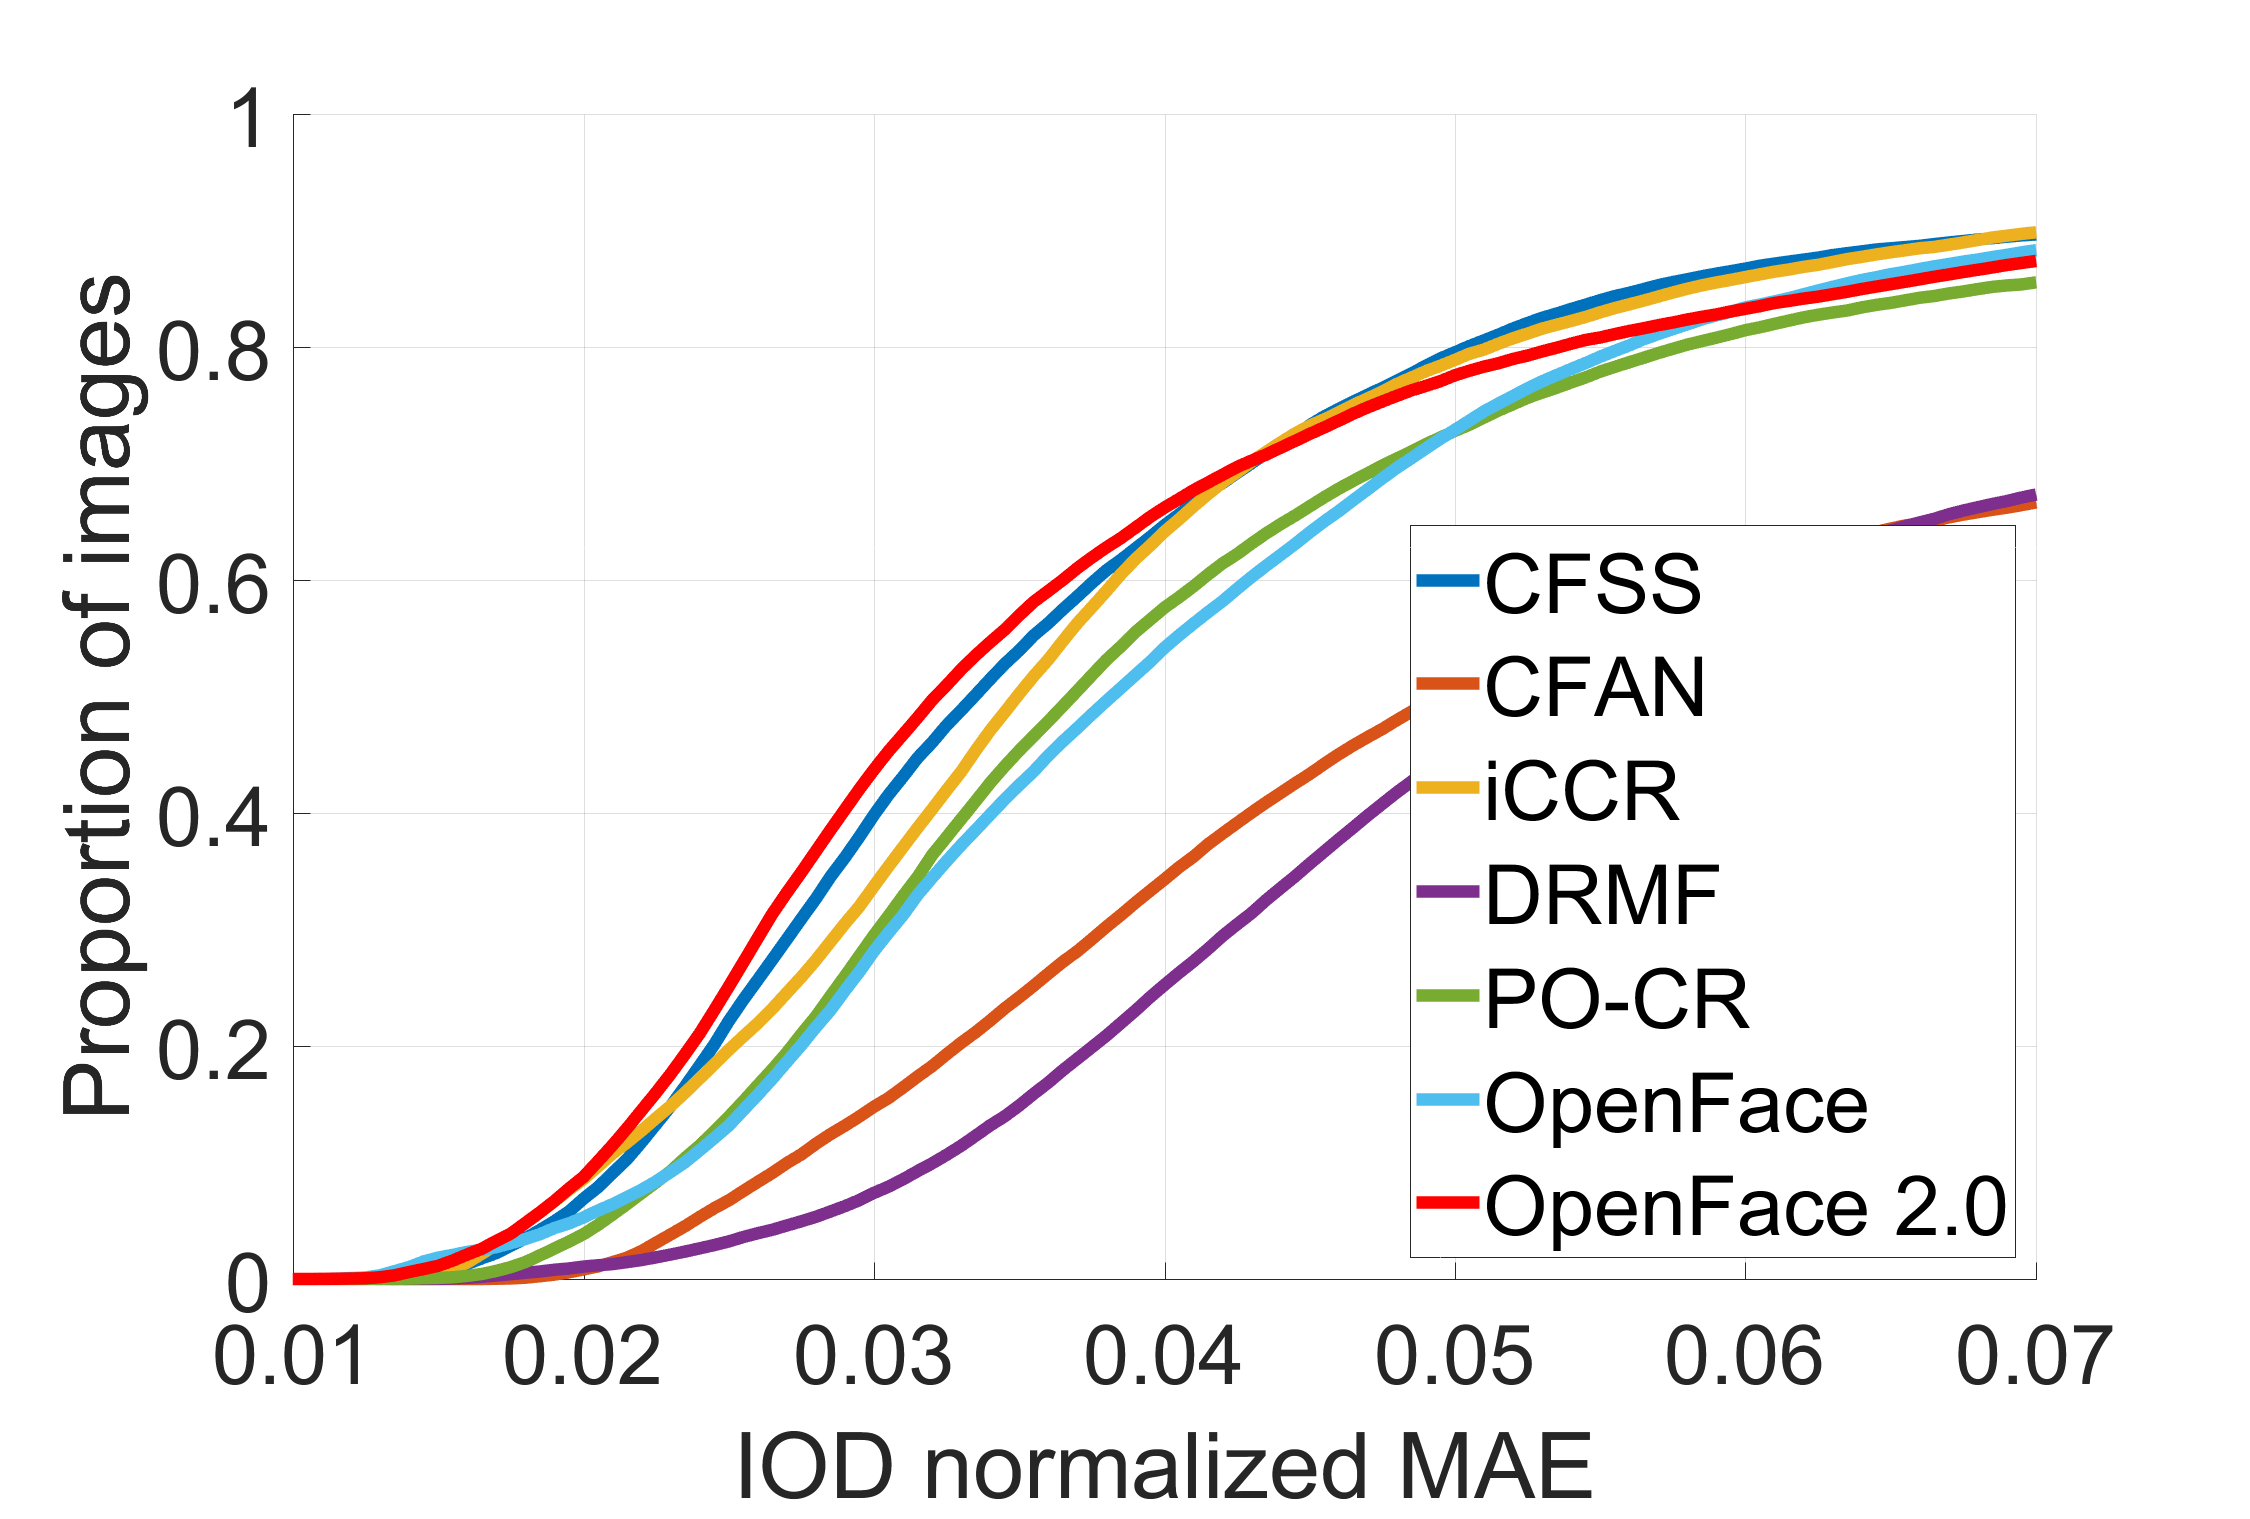 Proportion of images
1
0.8
0.6
0.4
0.2
0
0.01 0.02 0.03 0.04 0.05 0.06 0.07
IOD normalized MAE
CFSS
CFAN
iCCR
DRMF
PO-CR
OpenFace
OpenFace 2.0